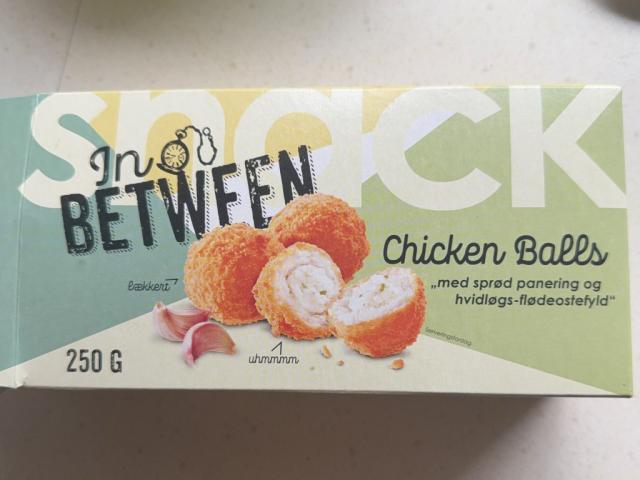 snack
In
BETWEEN
Chicken Balls
„med sprød panering og
hvidløgs-flødeostefyld“
lækkert
uhmmmm
250 G
Serveringsforslag